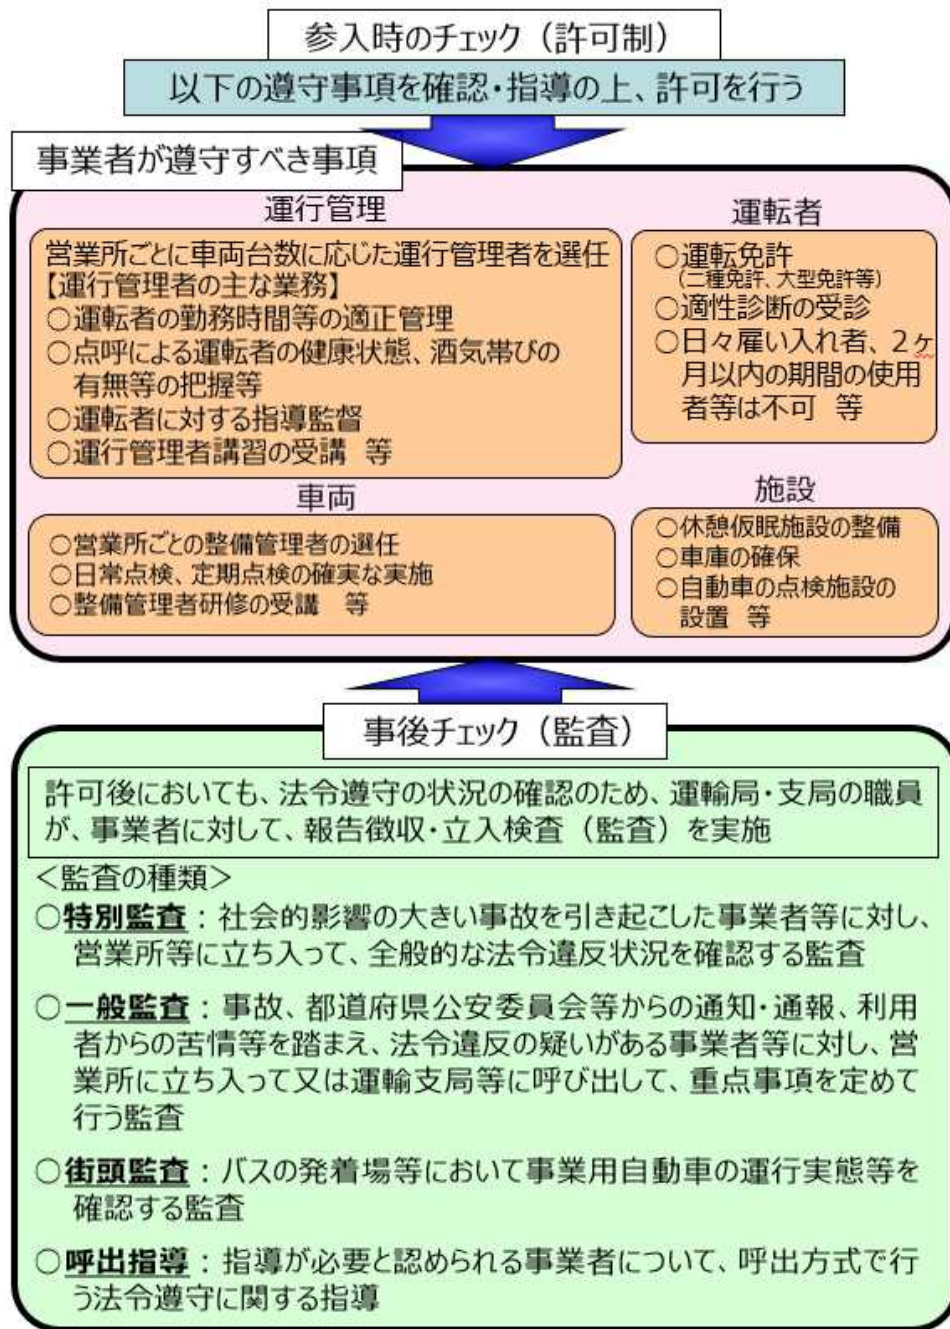 参入時のチェック（許可制）
以下の遵守事項を確認・指導の上、許可を行う
事業者が遵守すべき事項
運行管理
営業所ごとに車両台数に応じた運行管理者を選任
【運行管理者の主な業務】
○運転者の勤務時間等の適正管理
○点呼による運転者の健康状態、酒気帯びの
有無等の把握等
○運転者に対する指導監督
○運行管理者講習の受講　等
運転者
○運転免許
（二種免許、大型免許等）
○適性診断の受診
○日々雇い入れ者、２ヶ
月以内の期間の使用
者等は不可　等
車両
○営業所ごとの整備管理者の選任
○日常点検、定期点検の確実な実施
○整備管理者研修の受講　等
施設
○休憩仮眠施設の整備
○車庫の確保
○自動車の点検施設の
設置　等
事後チェック（監査）
許可後においても、法令遵守の状況の確認のため、運輸局・支局の職員
が、事業者に対して、報告徴収・立入検査（監査）を実施
＜監査の種類＞
○特別監査：社会的影響の大きい事故を引き起こした事業者等に対し、
営業所等に立ち入って、全般的な法令違反状況を確認する監査
○一般監査：事故、都道府県公安委員会等からの通知・通報、利用
者からの苦情等を踏まえ、法令違反の疑いがある事業者等に対し、営
業所に立ち入って又は運輸支局等に呼び出して、重点事項を定めて
行う監査
○街頭監査：バスの発着場等において事業用自動車の運行実態等を
確認する監査
○呼出指導：指導が必要と認められる事業者について、呼出方式で行
う法令遵守に関する指導